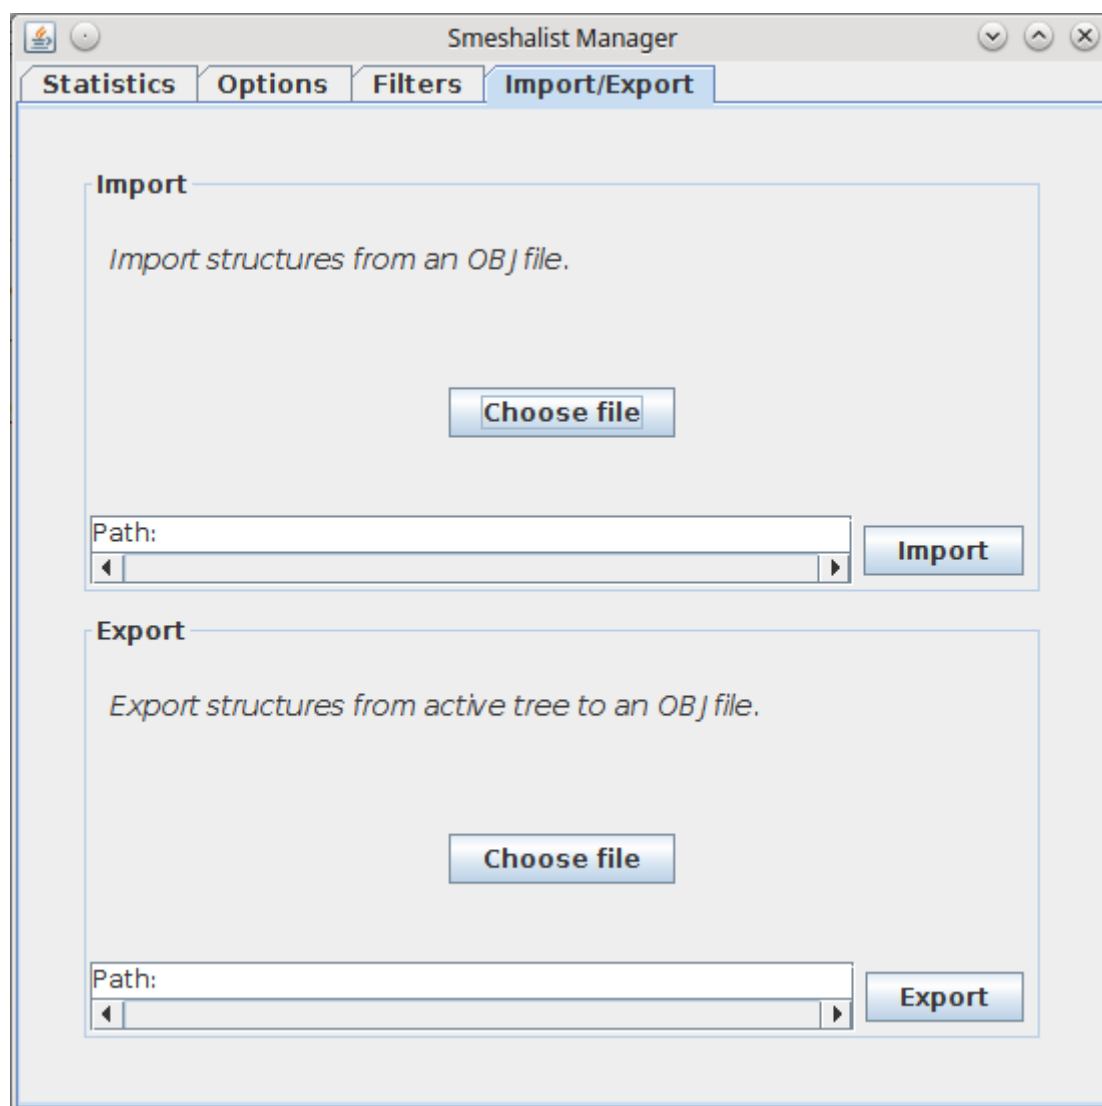 Smeshalist Manager
Statistics Options Filters Import/Export
Import
Import structures from an OBJ file.
Choose file
Path:
Import
Export
Export structures from active tree to an OBJ file.
Choose file
Path:
Export